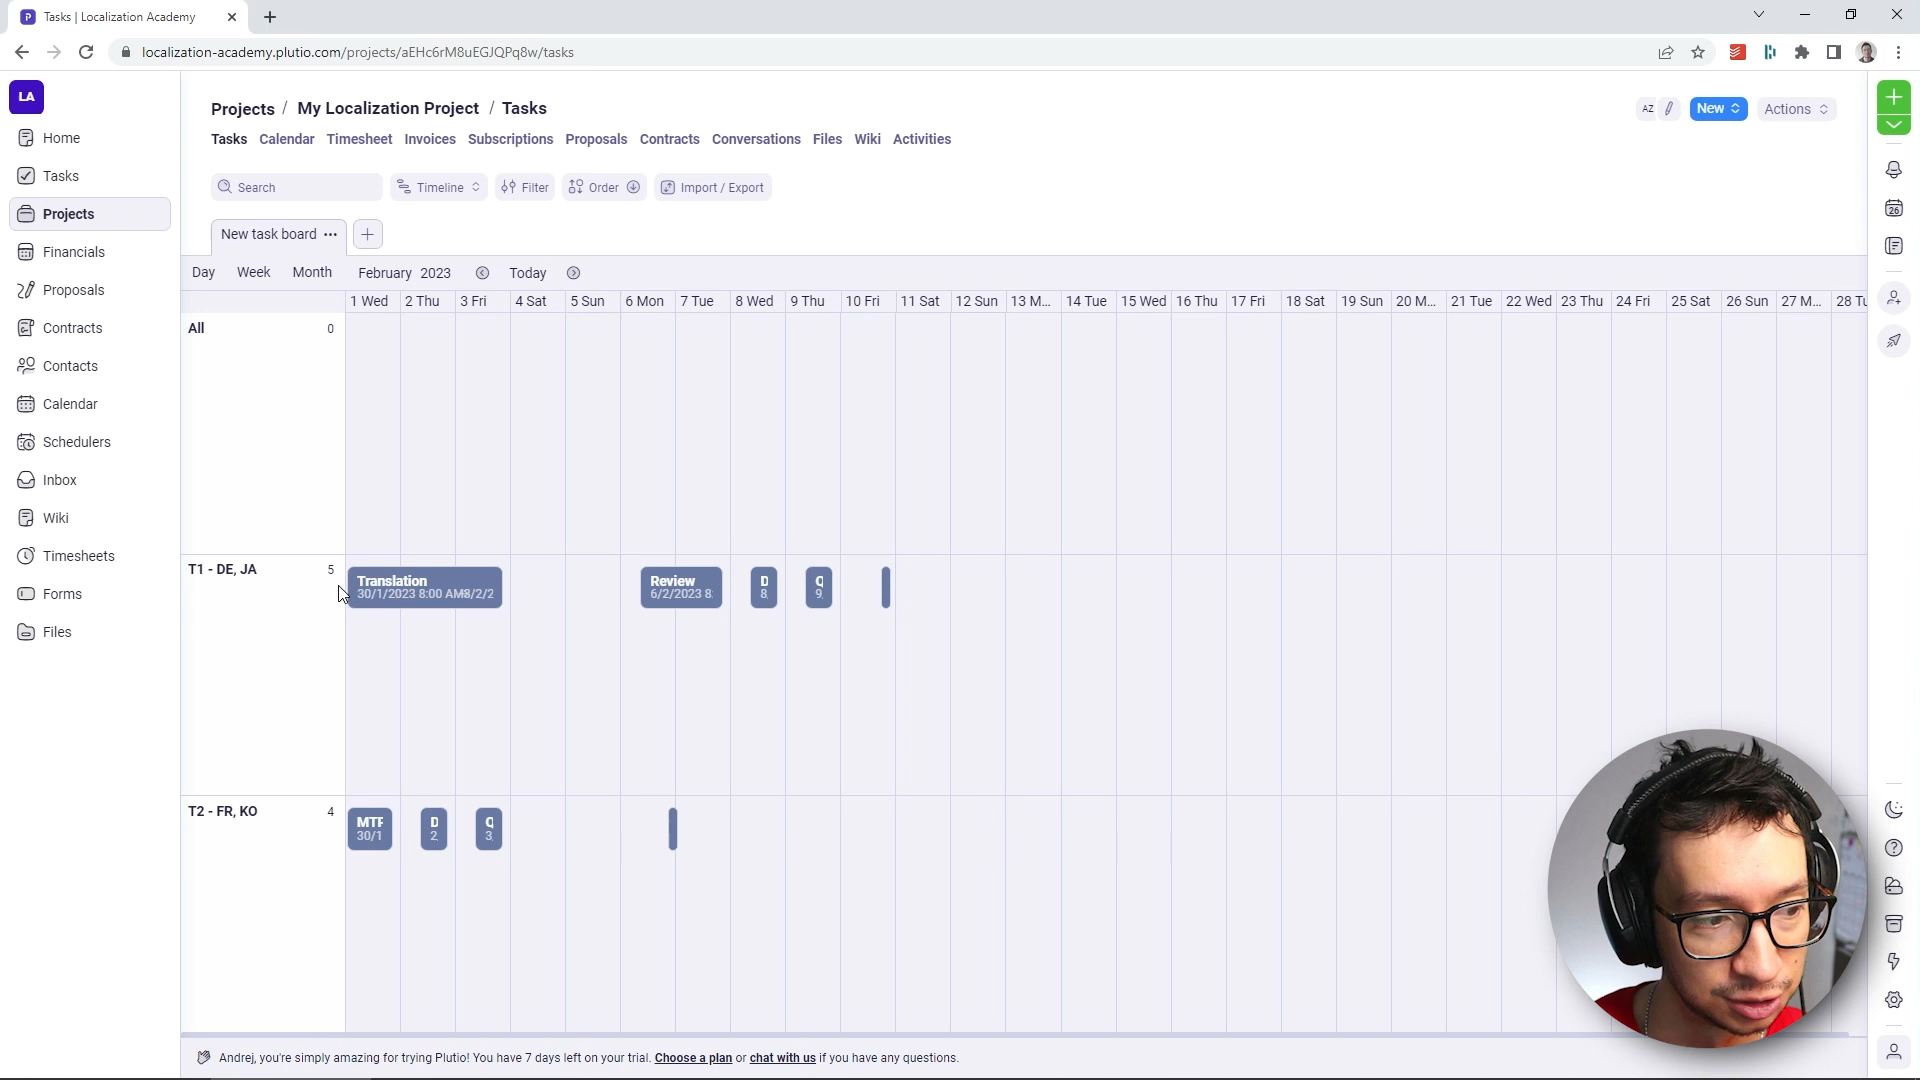 Tasks | Localization Academy
localization-academy.plutio.com/projects/aEHc6rM8uEGJQPq8w/tasks
LA
Home
Tasks
Projects
Financials
Proposals
Contracts
Contacts
Calendar
Schedulers
Inbox
Wiki
Timesheets
Forms
Files
Projects / My Localization Project / Tasks
AZ
New
Actions
Tasks Calendar Timesheet Invoices Subscriptions Proposals Contracts Conversations Files Wiki Activities
Search
Timeline
Filter
Order
Import / Export
26
New task board
Day Week Month February 2023 Today
1 Wed 2 Thu 3 Fri 4 Sat 5 Sun 6 Mon 7 Tue 8 Wed 9 Thu 10 Fri 11 Sat 12 Sun 13 M... 14 Tue 15 Wed 16 Thu 17 Fri 18 Sat 19 Sun 20 M... 21 Tue 22 Wed 23 Thu 24 Fri 25 Sat 26 Sun 27 M... 28 Tu
All 0
T1 - DE, JA 5
Translation
30/1/2023 8:00 AM8/2/2
Review
6/2/2023 8:
D
8
Q
9
T2 - FR, KO 4
MTP
30/1
D
2
Q
3
Andrej, you're simply amazing for trying Plutio! You have 7 days left on your trial. Choose a plan or chat with us if you have any questions.